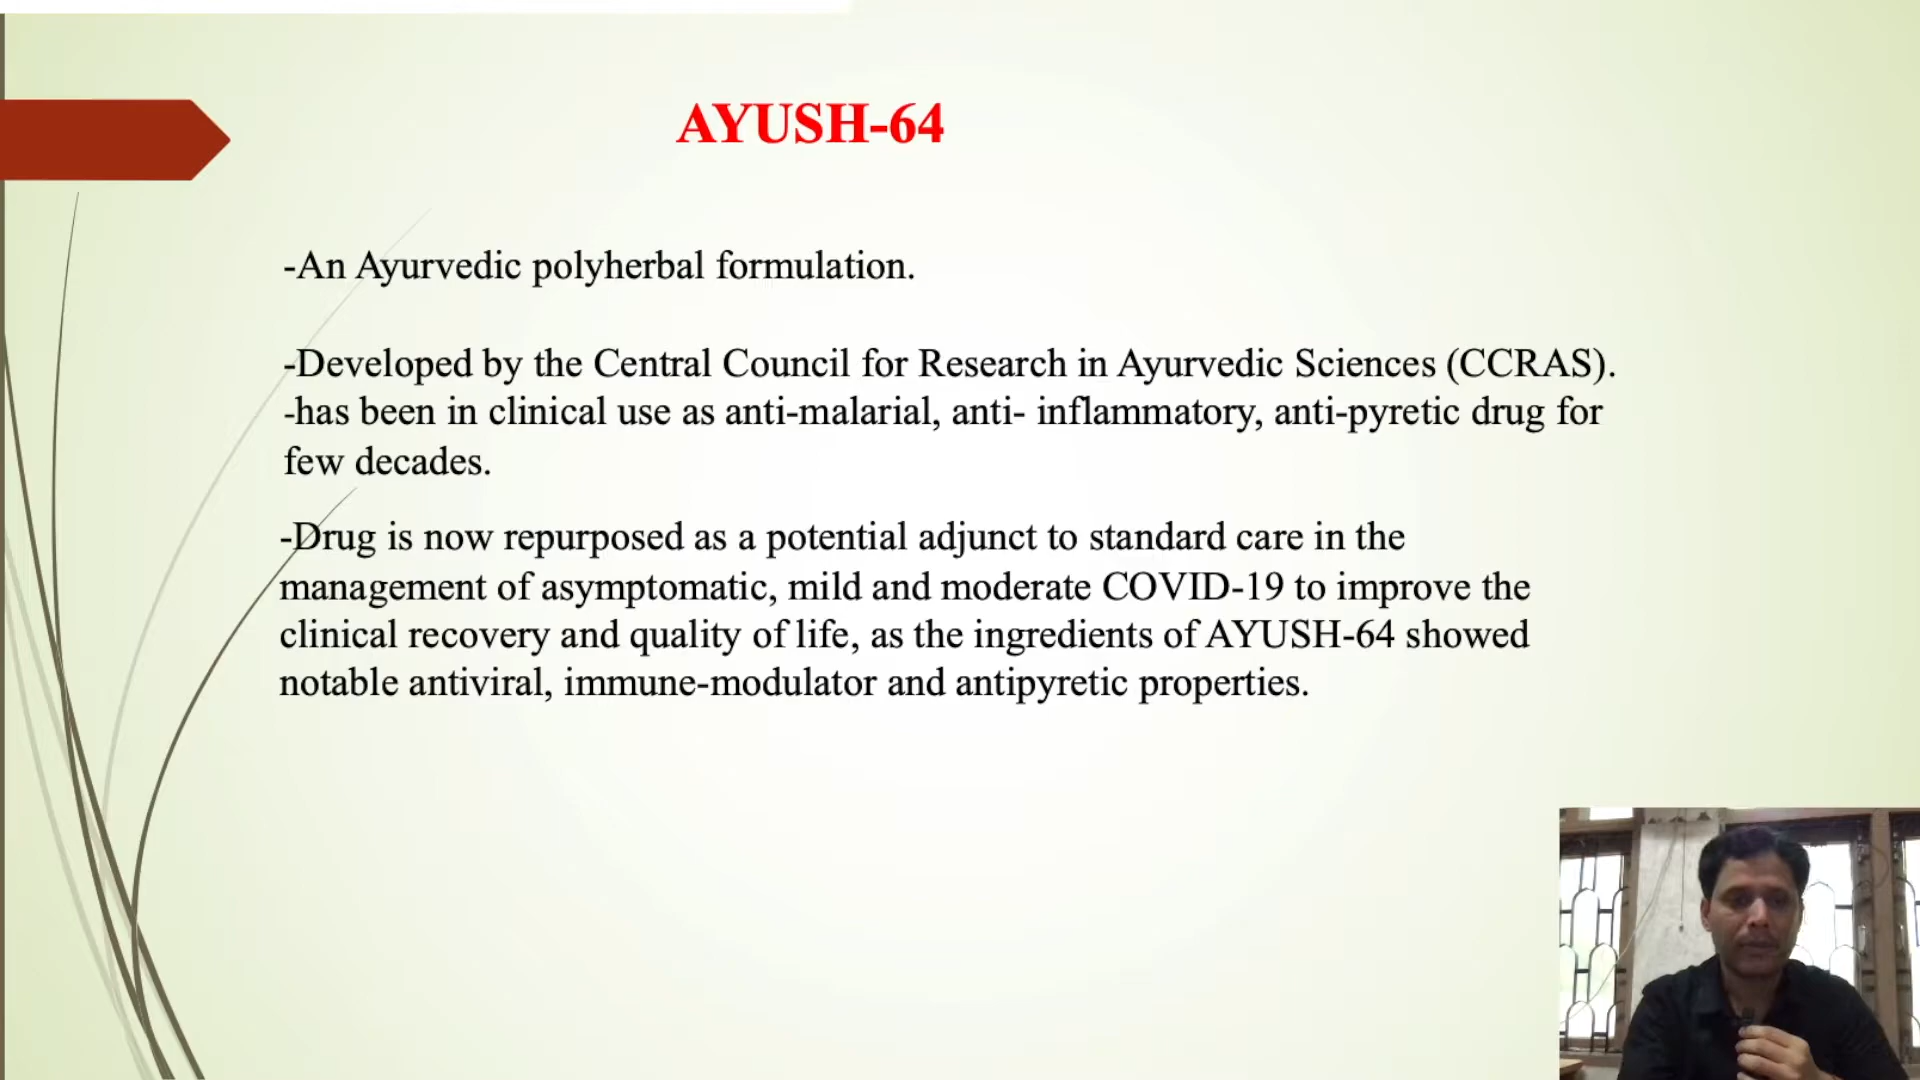 AYUSH-64
-An Ayurvedic polyherbal formulation.
-Developed by the Central Council for Research in Ayurvedic Sciences (CCRAS).
-has been in clinical use as anti-malarial, anti- inflammatory, anti-pyretic drug for
few decades.
-Drug is now repurposed as a potential adjunct to standard care in the
management of asymptomatic, mild and moderate COVID-19 to improve the
clinical recovery and quality of life, as the ingredients of AYUSH-64 showed
notable antiviral, immune-modulator and antipyretic properties.